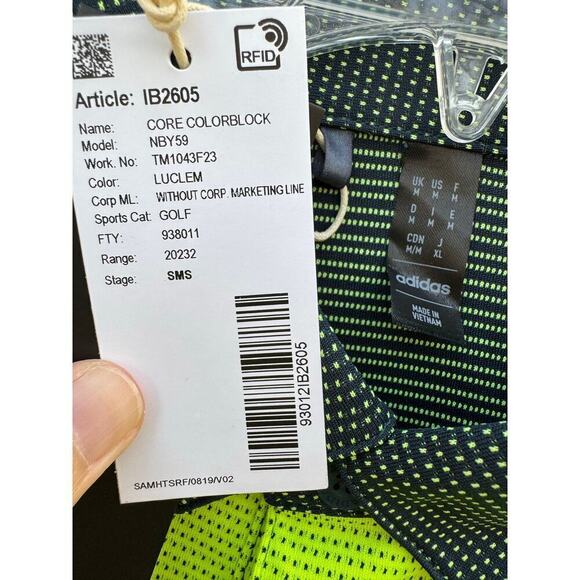 RFID
Article: IB2605
Name: CORE COLORBLOCK
Model: NBY59
Work. No: TM1043F23
Color: LUCLEM
Corp ML: WITHOUT CORP. MARKETING LINE
Sports Cat: GOLF
FTY: 938011
Range: 20232
Stage: SMS
93012IB2605
SAMHTSRF/0819/V02
UK US F
M M M
D I E
M M M
CDN J
M/M XL
adidas
MADE IN
VIETNAM